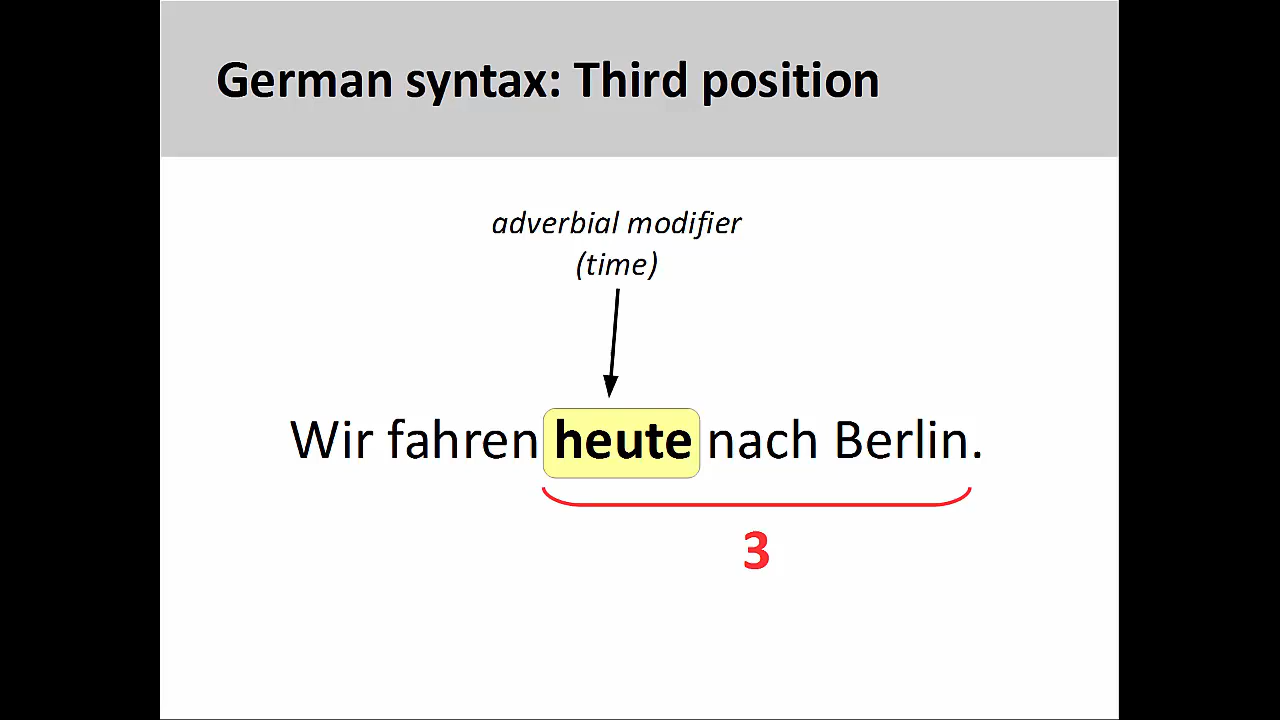 German syntax: Third position
adverbial modifier
(time)
Wir fahren heute nach Berlin.
3